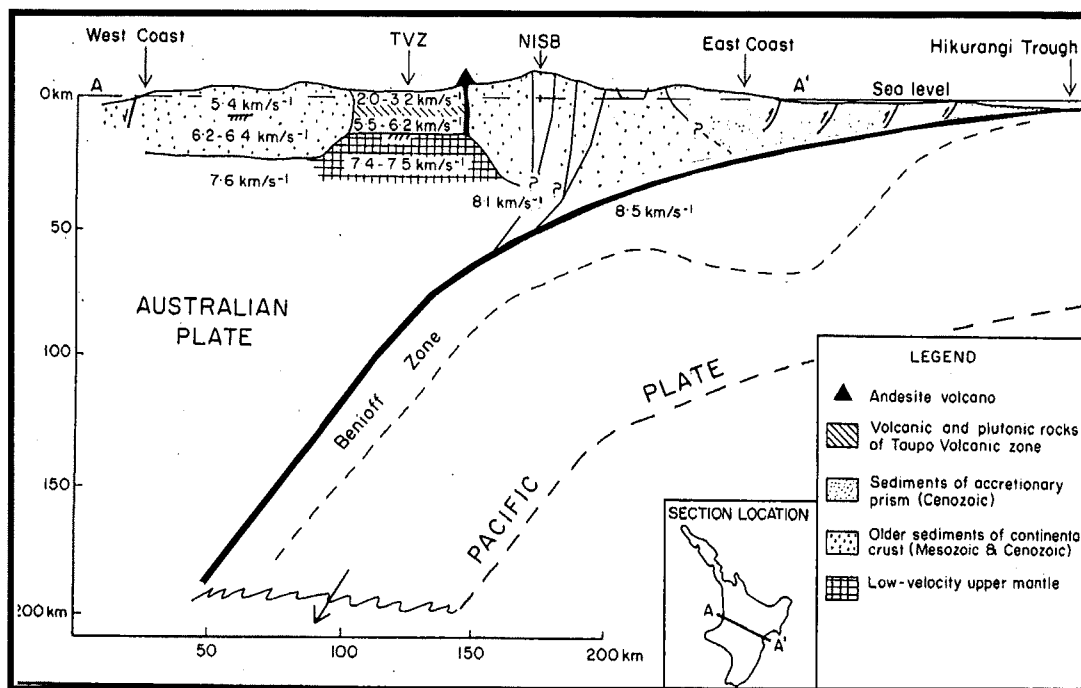 West Coast
TVZ
NISB
East Coast
Hikurangi Trough
A
A'
Sea level
0km
5·4 km/s⁻¹
2·0-3·2 km/s⁻¹
5·5-6·2 km/s⁻¹
6·2-6·4 km/s⁻¹
7·4-7·5 km/s⁻¹
7·6 km/s⁻¹
8·1 km/s⁻¹
?
?
?
8·5 km/s⁻¹
50
AUSTRALIAN
PLATE
Benioff Zone
100
PACIFIC PLATE
150
200 km
50
100
150
200 km
LEGEND
Andesite volcano
Volcanic and plutonic rocks
of Taupo Volcanic zone
Sediments of accretionary
prism (Cenozoic)
Older sediments of continenta
crust (Mesozoic & Cenozoic)
Low-velocity upper mantle
SECTION LOCATION
A
A'